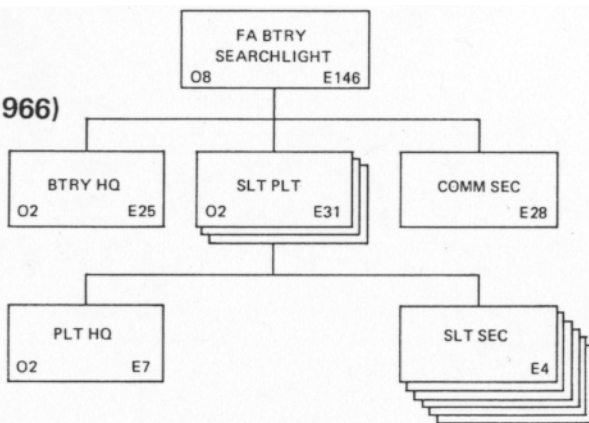 FA BTRY
SEARCHLIGHT
O8 E146
966)
BTRY HQ
O2 E25
SLT PLT
O2 E31
COMM SEC
E28
PLT HQ
O2 E7
SLT SEC
E4